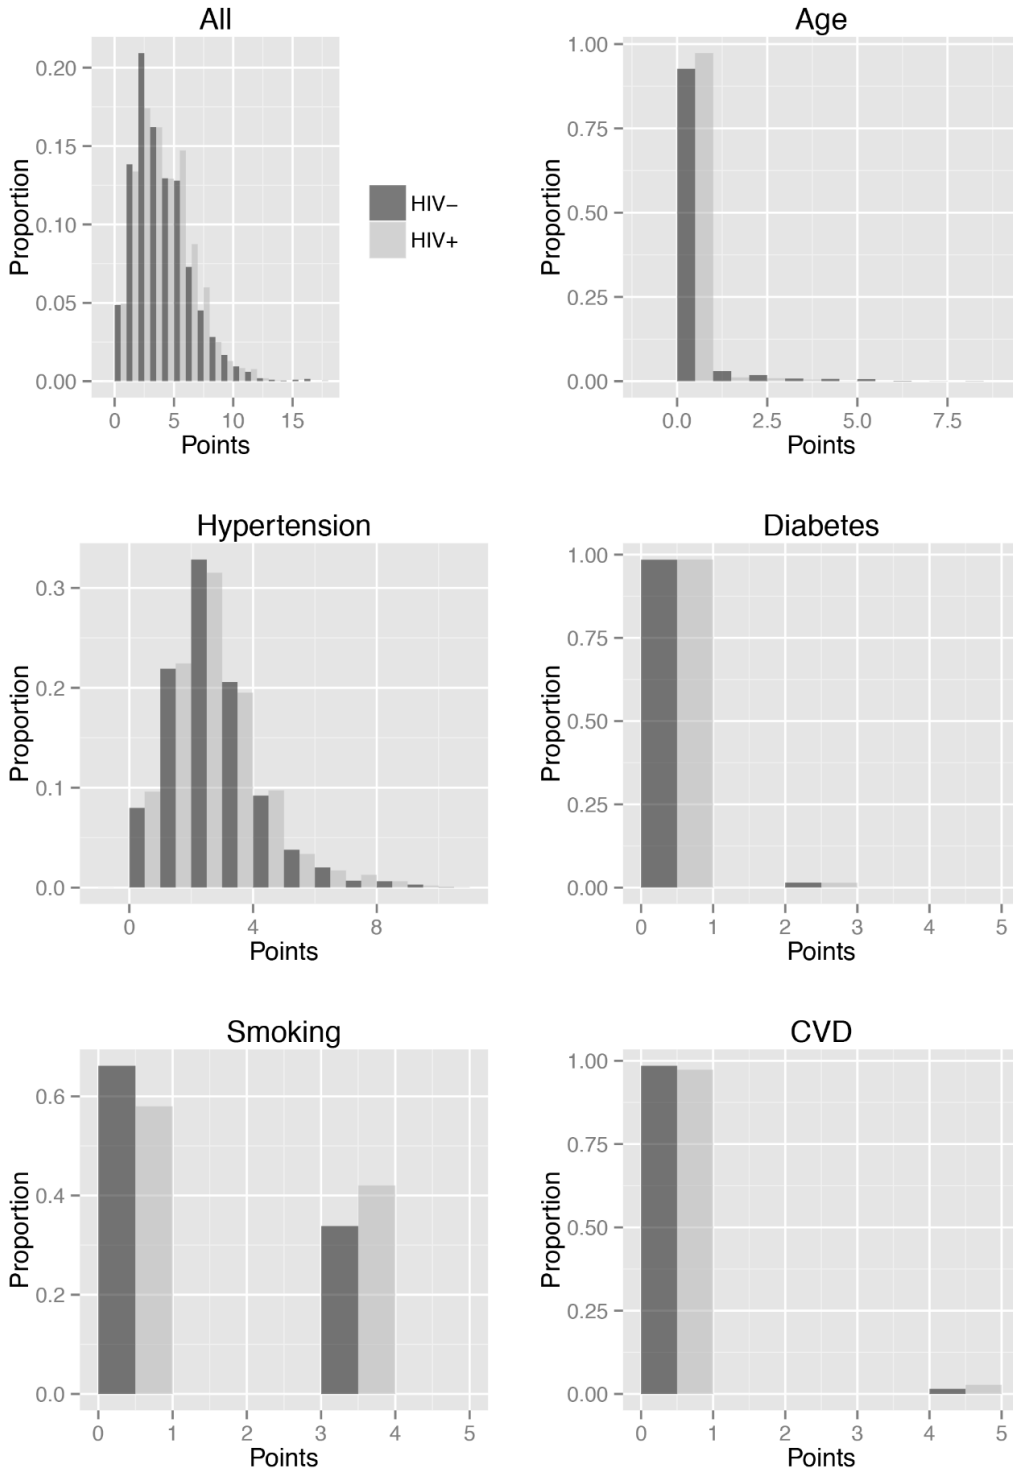 All
Proportion
0.20
0.15
0.10
0.05
0.00
0 5 10 15
Points
HIV−
HIV+
Age
Proportion
1.00
0.75
0.50
0.25
0.00
0.0 2.5 5.0 7.5
Points
Hypertension
Proportion
0.3
0.2
0.1
0.0
0 4 8
Points
Diabetes
Proportion
1.00
0.75
0.50
0.25
0.00
0 1 2 3 4 5
Points
Smoking
Proportion
0.6
0.4
0.2
0.0
0 1 2 3 4 5
Points
CVD
Proportion
1.00
0.75
0.50
0.25
0.00
0 1 2 3 4 5
Points